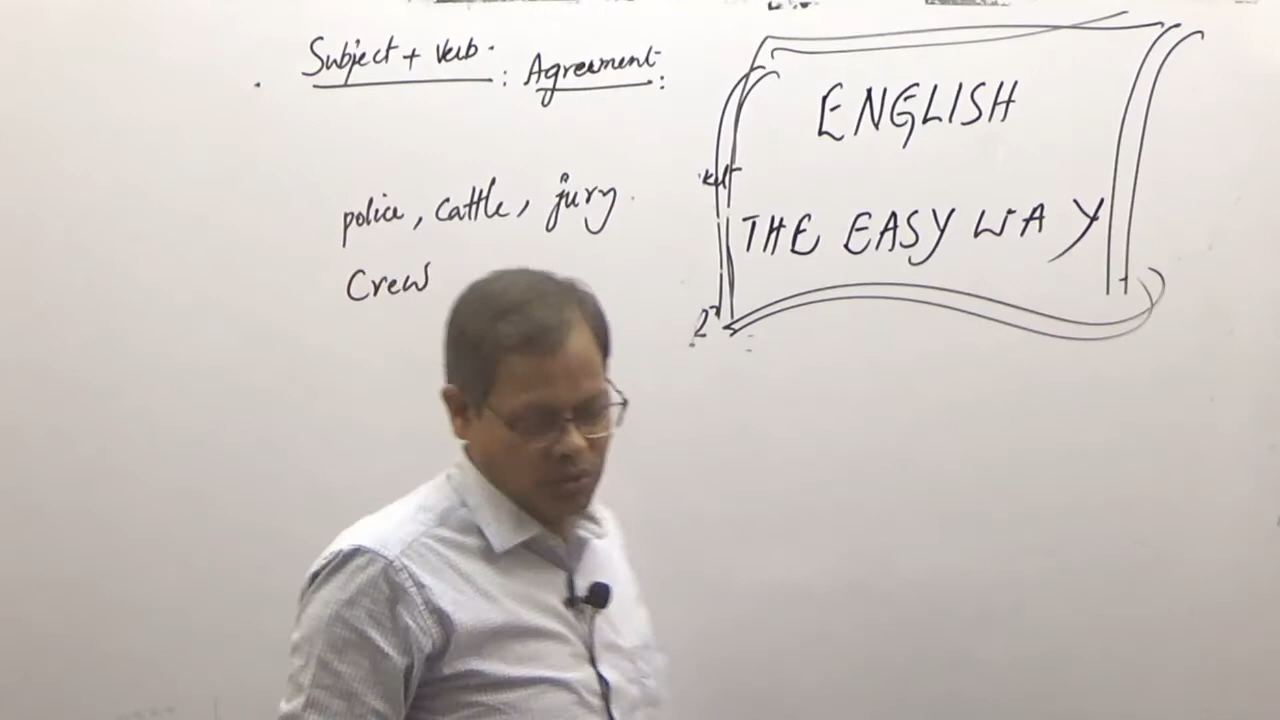 Subject + Verb : Agreement :
police, cattle, jury.
Crew
ENGLISH
THE EASY WAY